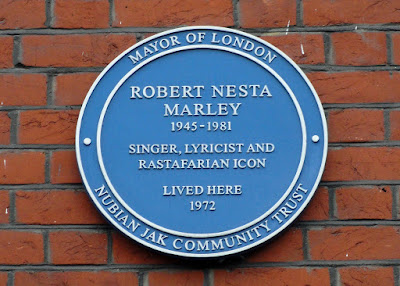 MAYOR OF LONDON
ROBERT NESTA
MARLEY
1945-1981
SINGER, LYRICIST AND
RASTAFARIAN ICON
LIVED HERE
1972
NUBIAN JAK COMMUNITY TRUST